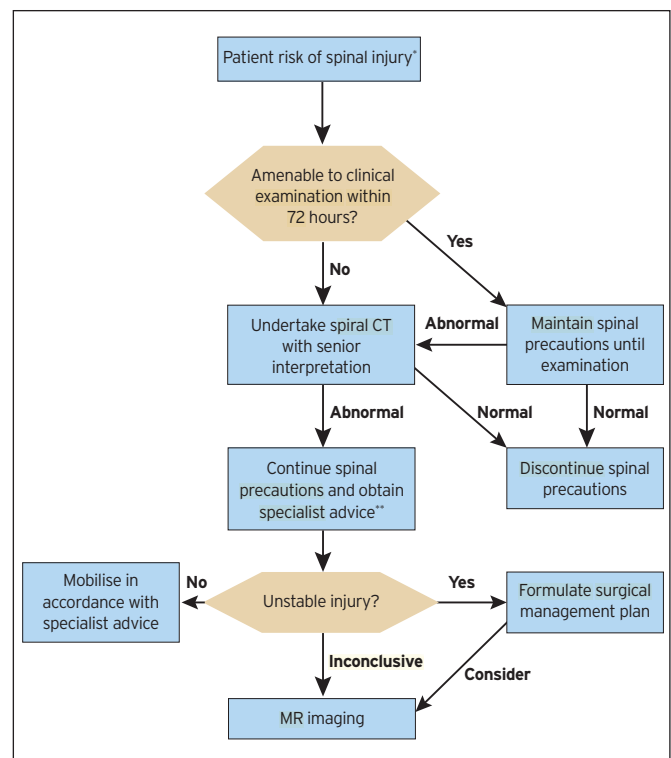 Patient risk of spinal injury*
Amenable to clinical
examination within
72 hours?
Yes
No
Undertake spiral CT
with senior
interpretation
Abnormal
Maintain spinal
precautions until
examination
Abnormal
Normal
Normal
Continue spinal
precautions and obtain
specialist advice**
Discontinue spinal
precautions
Mobilise in
accordance with
specialist advice
No
Unstable injury?
Yes
Formulate surgical
management plan
Inconclusive
Consider
MR imaging